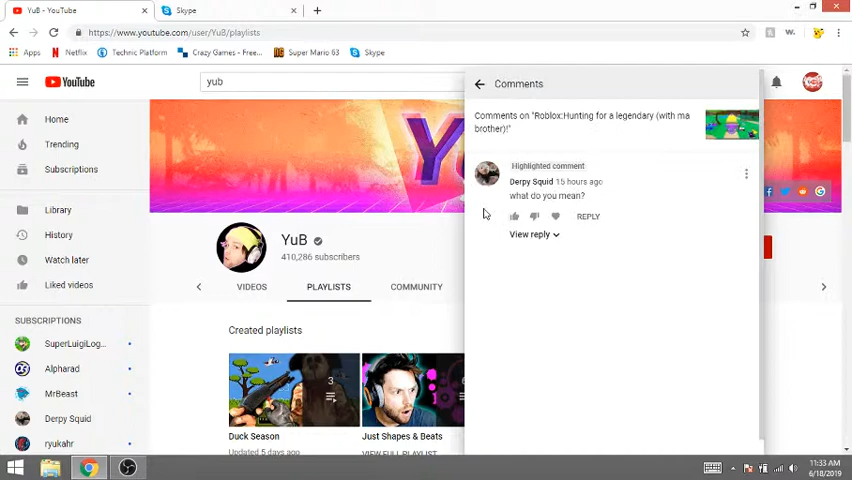 YuB - YouTube
Skype
https://www.youtube.com/user/YuB/playlists
Apps
Netflix
Technic Platform
Crazy Games - Free...
Super Mario 63
Skype
YouTube
yub
Comments
Home
Trending
Subscriptions
Library
History
Watch later
Liked videos
SUBSCRIPTIONS
SuperLuigiLog...
Alpharad
MrBeast
Derpy Squid
ryukahr
YuB
410,286 subscribers
VIDEOS
PLAYLISTS
COMMUNITY
Created playlists
3
Duck Season
Updated 5 days ago
Just Shapes & Beats
VIEW FULL PLAYLIST
Comments on "Roblox:Hunting for a legendary (with ma
brother)!"
Highlighted comment
Derpy Squid 15 hours ago
what do you mean?
REPLY
View reply
11:33 AM
6/18/2019